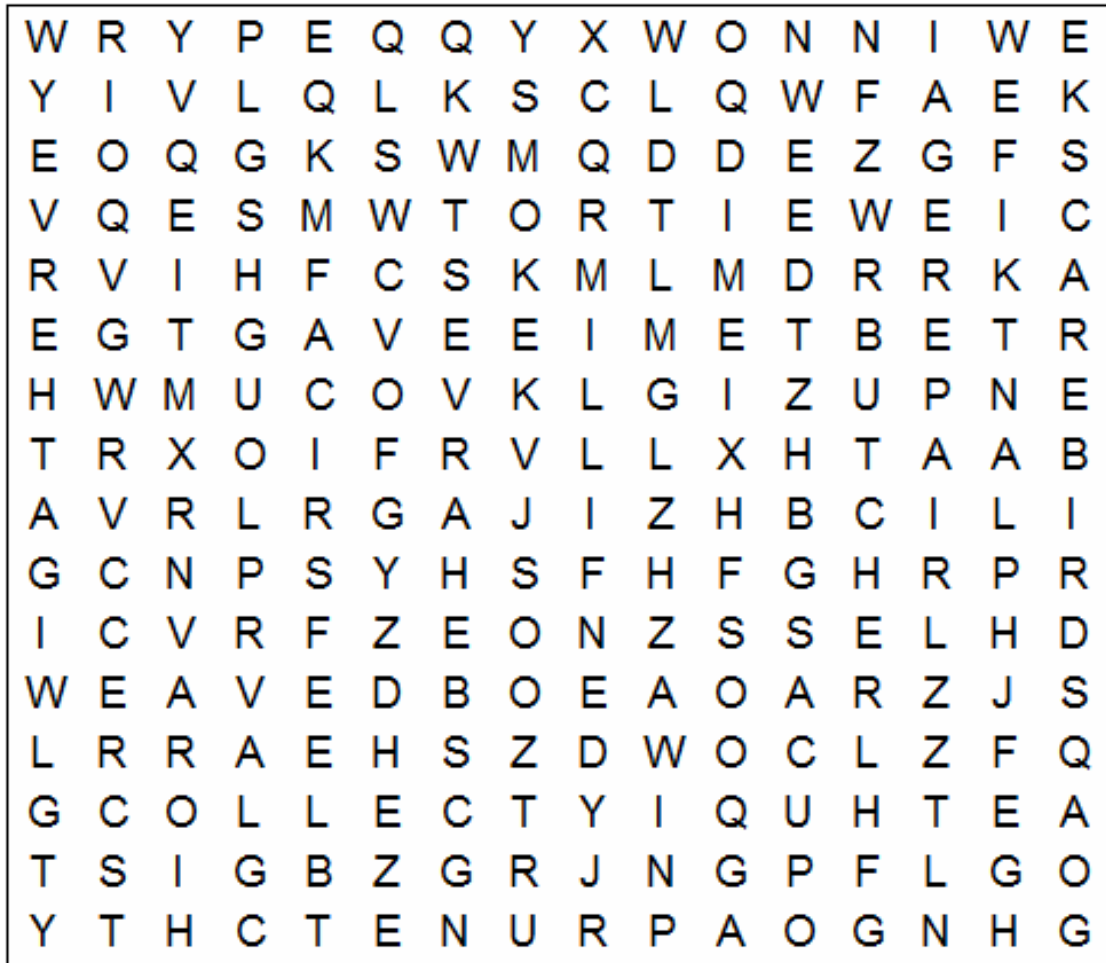 W R Y P E Q Q Y X W O N N I W E
Y I V L Q L K S C L Q W F A E K
E O Q G K S W M Q D D E Z G F S
V Q E S M W T O R T I E W E I C
R V I H F C S K M L M D R R K A
E G T G A V E E I M E T B E T R
H W M U C O V K L G I Z U P N E
T R X O I F R V L L X H T A A B
A V R L R G A J I Z H B C I L I
G C N P S Y H S F H F G H R P R
I C V R F Z E O N Z S S E L H D
W E A V E D B O E A O A R Z J S
L R R A E H S Z D W O C L Z F Q
G C O L L E C T Y I Q U H T E A
T S I G B Z G R J N G P F L G O
Y T H C T E N U R P A O G N H G